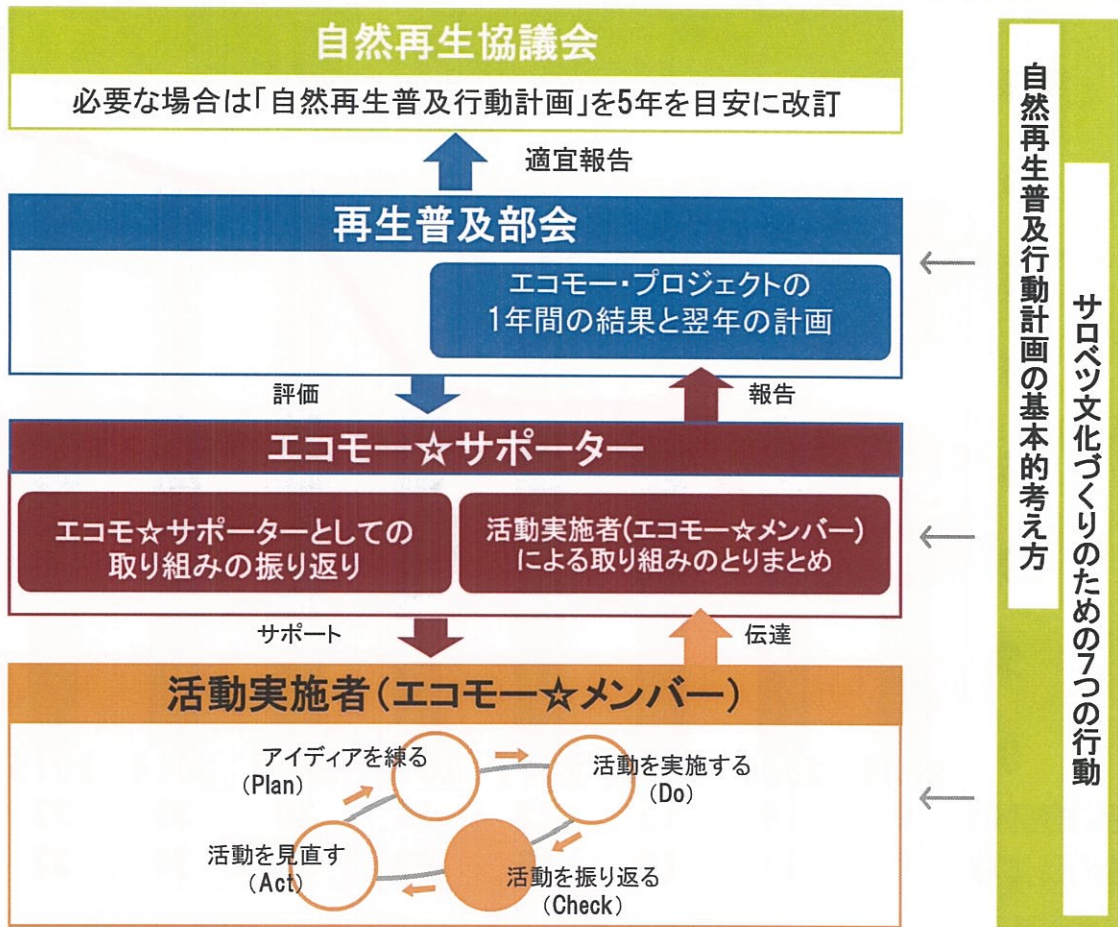 自然再生協議会
必要な場合は「自然再生普及行動計画」を5年を目安に改訂
適宜報告
再生普及部会
エコモー・プロジェクトの
1年間の結果と翌年の計画
評価
報告
エコモー☆サポーター
エコモ☆サポーターとしての
取り組みの振り返り
活動実施者(エコモー☆メンバー)
による取り組みのとりまとめ
サポート
伝達
活動実施者(エコモー☆メンバー)
アイディアを練る
(Plan)
活動を実施する
(Do)
活動を見直す
(Act)
活動を振り返る
(Check)
自然再生普及行動計画の基本的考え方
サロベツ文化づくりのための7つの行動